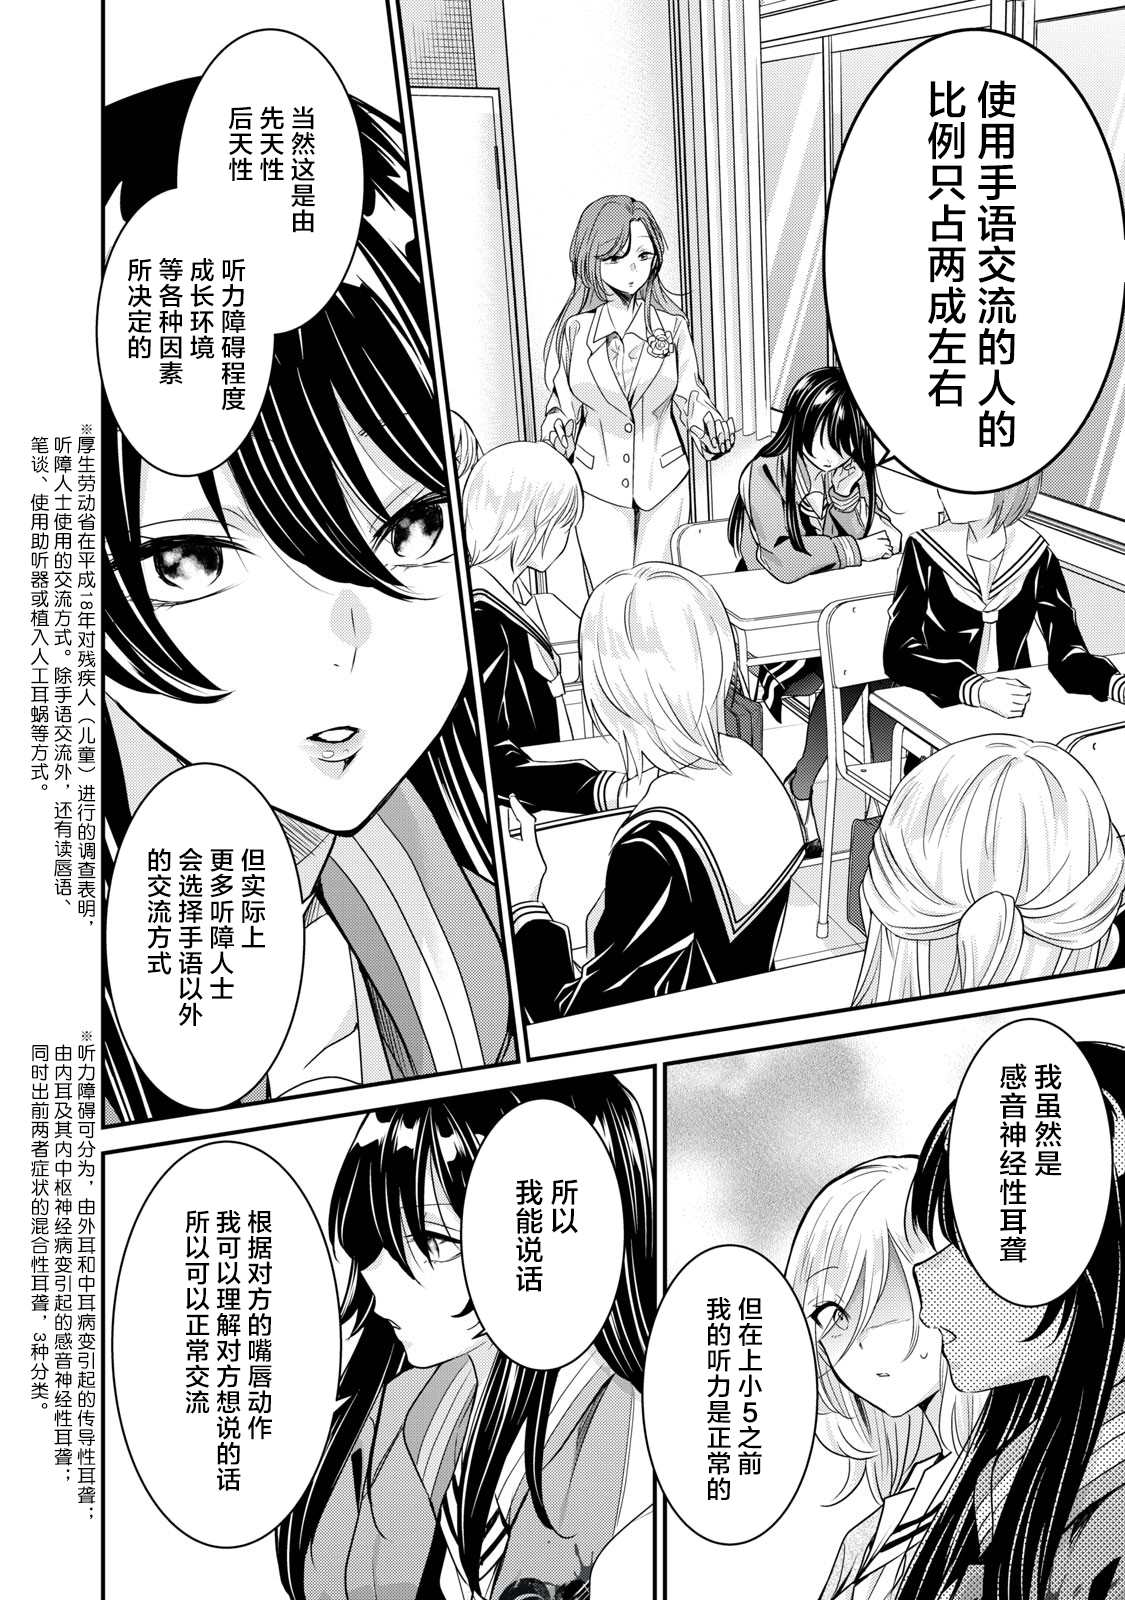 使用手语交流的人的
比例只占两成左右
当然这是由
先天性
后天性
听力障碍程度
成长环境
等各种因素
所决定的
但实际上
更多听障人士
会选择手语以外
的交流方式
※厚生劳动省在平成18年对残疾人（儿童）进行的调查表明，
听障人士使用的交流方式。除手语交流外，还有读唇语、
笔谈、使用助听器或植入人工耳蜗等方式。
我虽然是
感音神经性耳聋
但在上小5之前
我的听力是正常的
所以
我能说话
根据对方的嘴唇动作
我可以理解对方想说的话
所以可以正常交流
※听力障碍可分为，由外耳和中耳病变引起的传导性耳聋；
由内耳及其内中枢神经病变引起的感音神经性耳聋；
同时出前两者症状的混合性耳聋，3种分类。